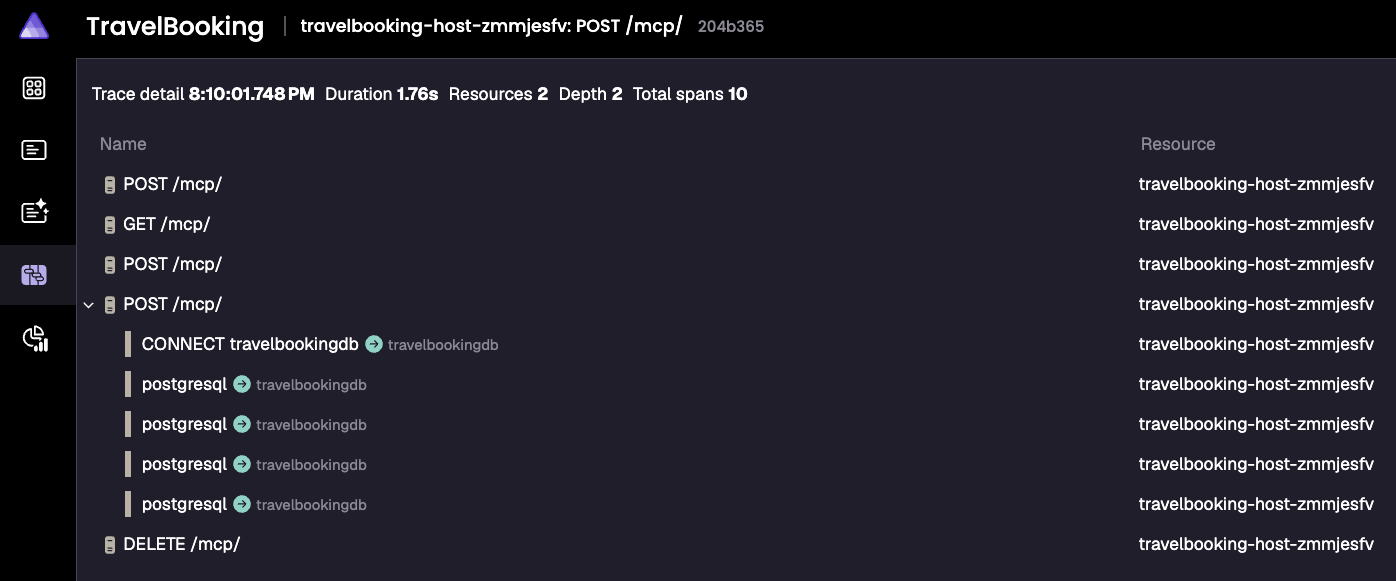 TravelBooking | travelbooking-host-zmmjesfv: POST /mcp/ 204b365
Trace detail 8:10:01.748 PM Duration 1.76s Resources 2 Depth 2 Total spans 10
Name Resource
POST /mcp/ travelbooking-host-zmmjesfv
GET /mcp/ travelbooking-host-zmmjesfv
POST /mcp/ travelbooking-host-zmmjesfv
POST /mcp/ travelbooking-host-zmmjesfv
CONNECT travelbookingdb travelbookingdb travelbooking-host-zmmjesfv
postgresql travelbookingdb travelbooking-host-zmmjesfv
postgresql travelbookingdb travelbooking-host-zmmjesfv
postgresql travelbookingdb travelbooking-host-zmmjesfv
postgresql travelbookingdb travelbooking-host-zmmjesfv
DELETE /mcp/ travelbooking-host-zmmjesfv